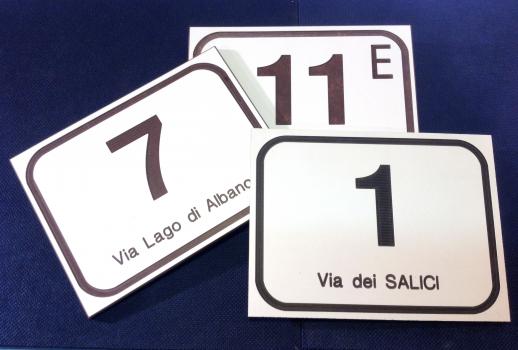 11 E
7
Via Lago di Albano
1
Via dei SALICI